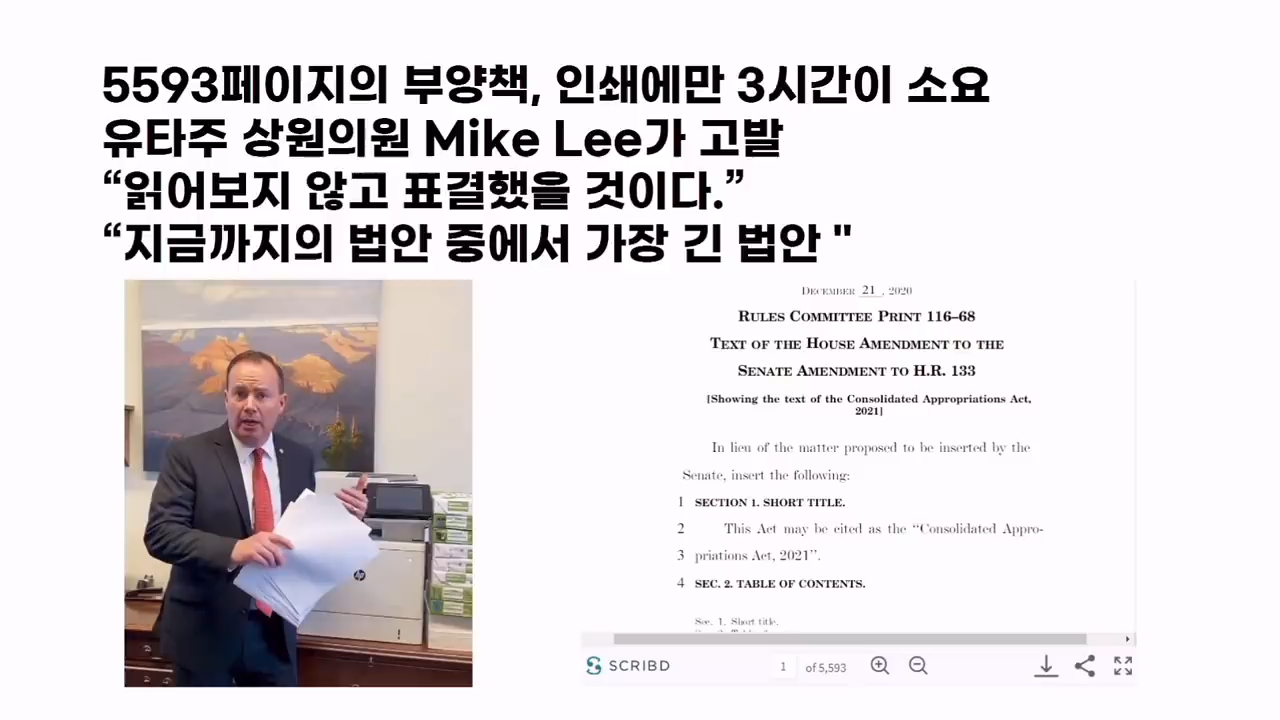 5593페이지의 부양책, 인쇄에만 3시간이 소요
유타주 상원의원 Mike Lee가 고발
“읽어보지 않고 표결했을 것이다.”
“지금까지의 법안 중에서 가장 긴 법안 "
DECEMBER 21, 2020
RULES COMMITTEE PRINT 116–68
TEXT OF THE HOUSE AMENDMENT TO THE
SENATE AMENDMENT TO H.R. 133
[Showing the text of the Consolidated Appropriations Act,
2021]
In lieu of the matter proposed to be inserted by the
Senate, insert the following:
1 SECTION 1. SHORT TITLE.
2 This Act may be cited as the “Consolidated Appro-
3 priations Act, 2021”.
4 SEC. 2. TABLE OF CONTENTS.
Sec. 1. Short title.
hp
SCRIBD
1 of 5,593